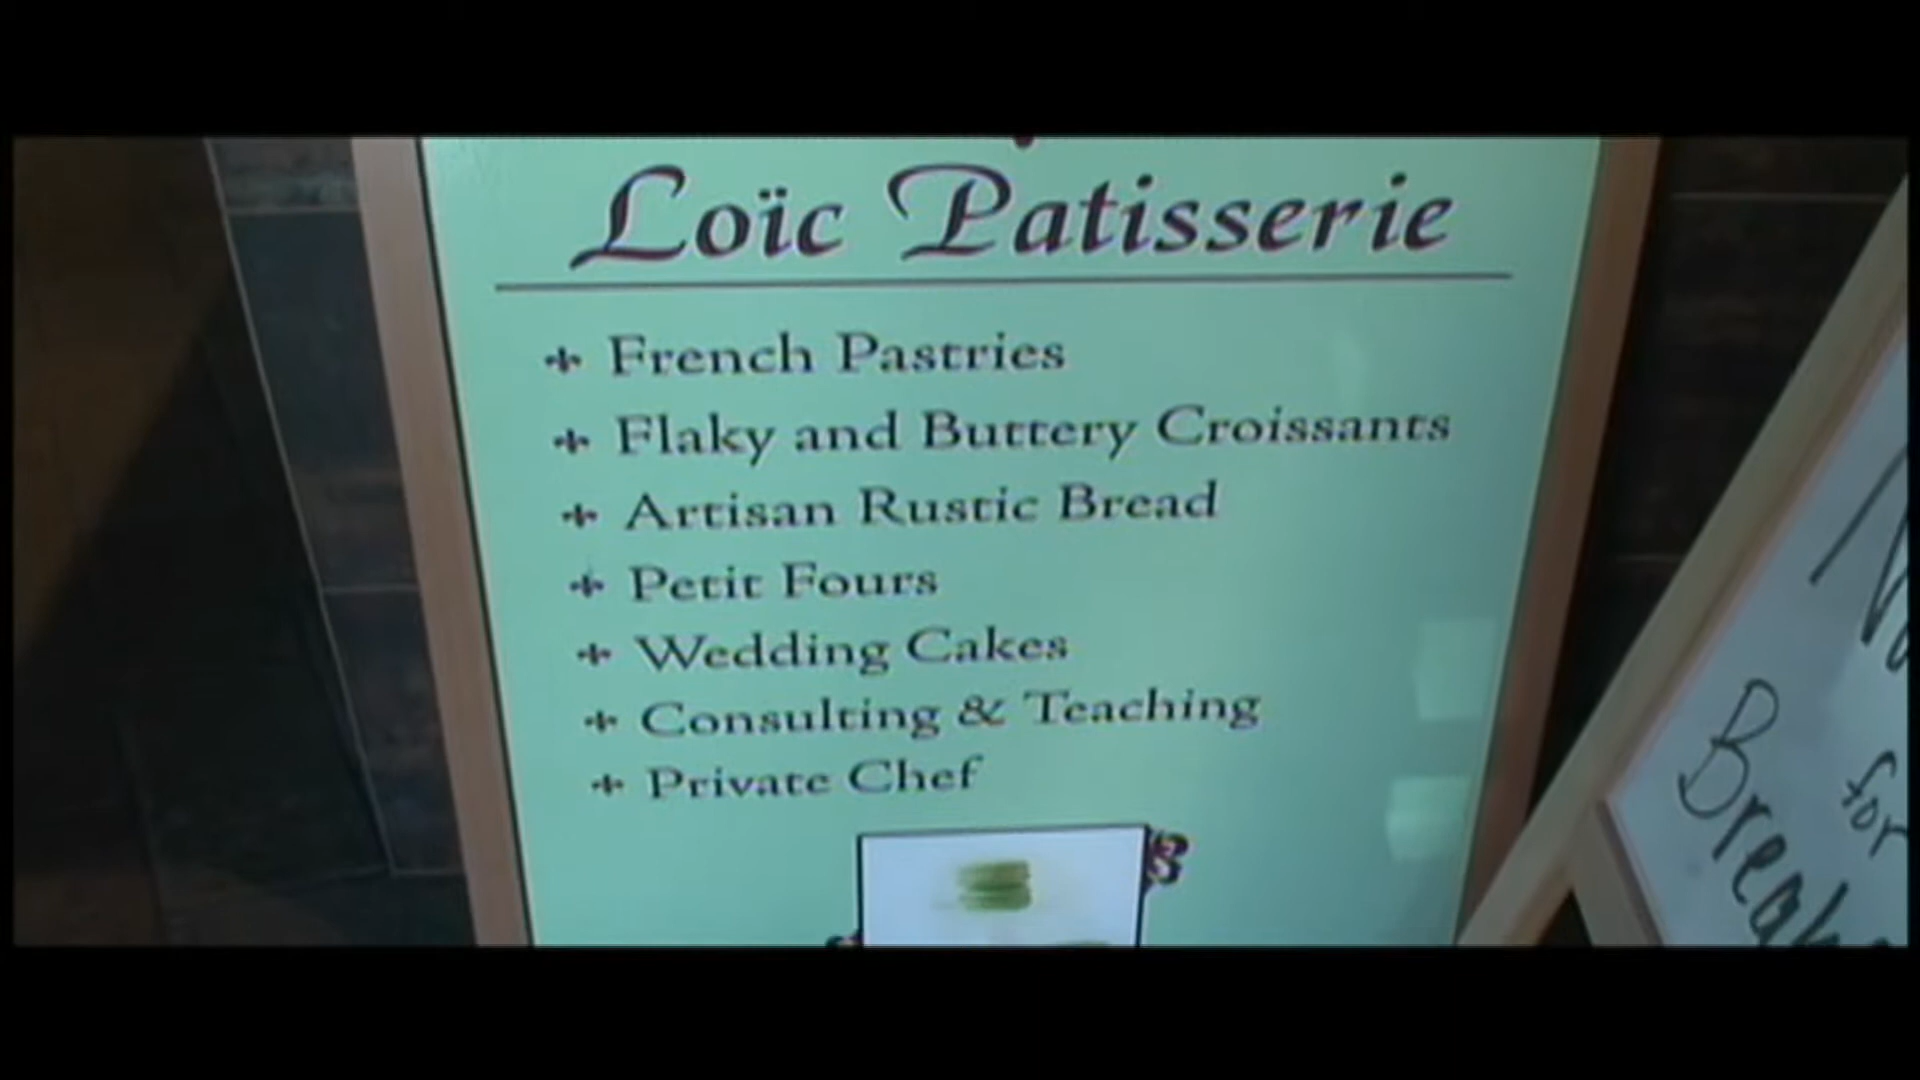 Loïc Patisserie
French Pastries
Flaky and Buttery Croissants
Artisan Rustic Bread
Petit Fours
Wedding Cakes
Consulting & Teaching
Private Chef
for